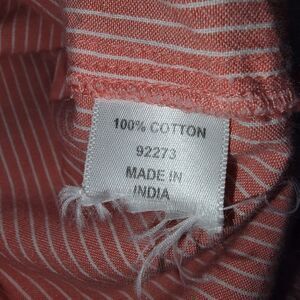 100% COTTON
92273
MADE IN
INDIA